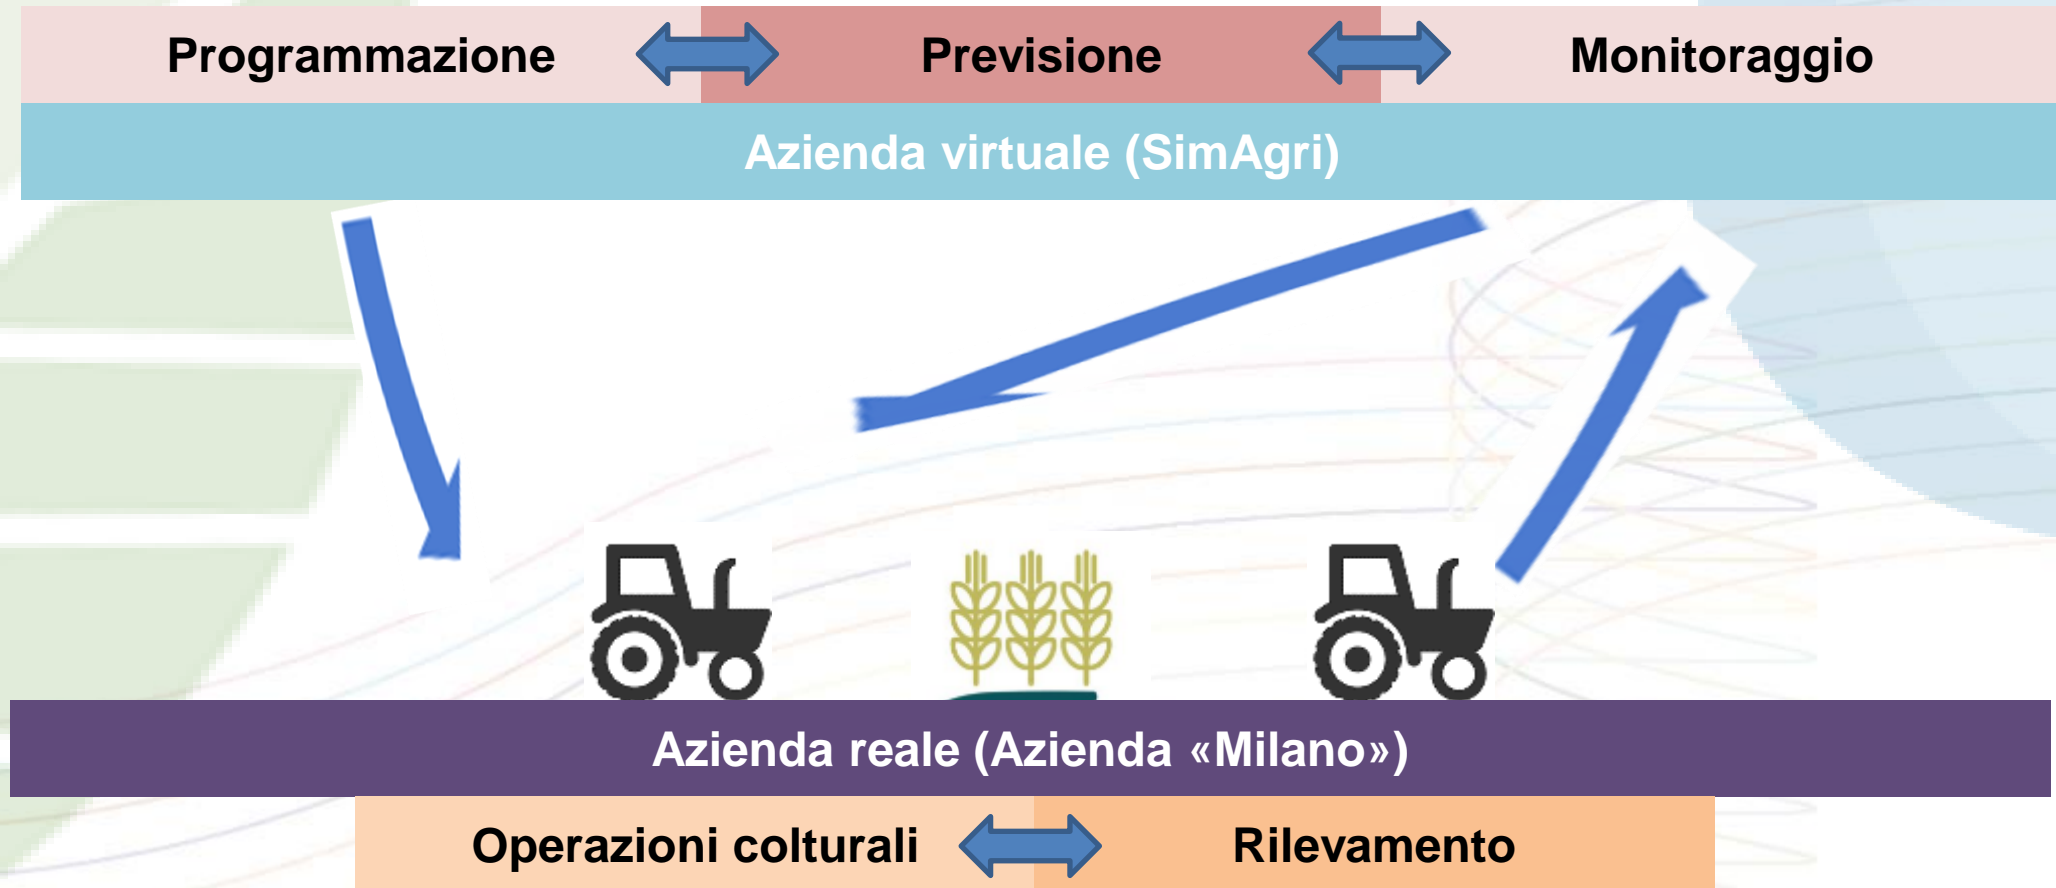 Programmazione
Previsione
Monitoraggio
Azienda virtuale (SimAgri)
Azienda reale (Azienda «Milano»)
Operazioni colturali
Rilevamento